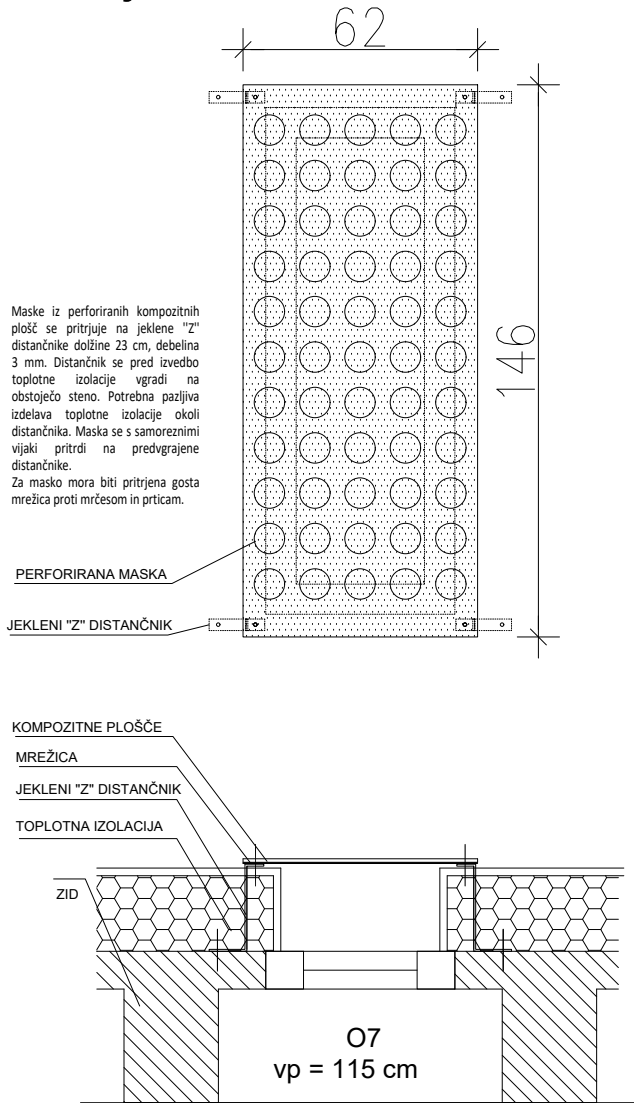 62
146
Maske iz perforiranih kompozitnih
plošč se pritrjuje na jeklene "Z"
distančnike dolžine 23 cm, debelina
3 mm. Distančnik se pred izvedbo
toplotne izolacije vgradi na
obstoječo steno. Potrebna pazljiva
izdelava toplotne izolacije okoli
distančnika. Maska se s samoreznimi
vijaki pritrdi na predvgrajene
distančnike.
Za masko mora biti pritrjena gosta
mrežica proti mrčesom in prticam.
PERFORIRANA MASKA
JEKLENI "Z" DISTANČNIK
KOMPOZITNE PLOŠČE
MREŽICA
JEKLENI "Z" DISTANČNIK
TOPLOTNA IZOLACIJA
ZID
O7
vp = 115 cm